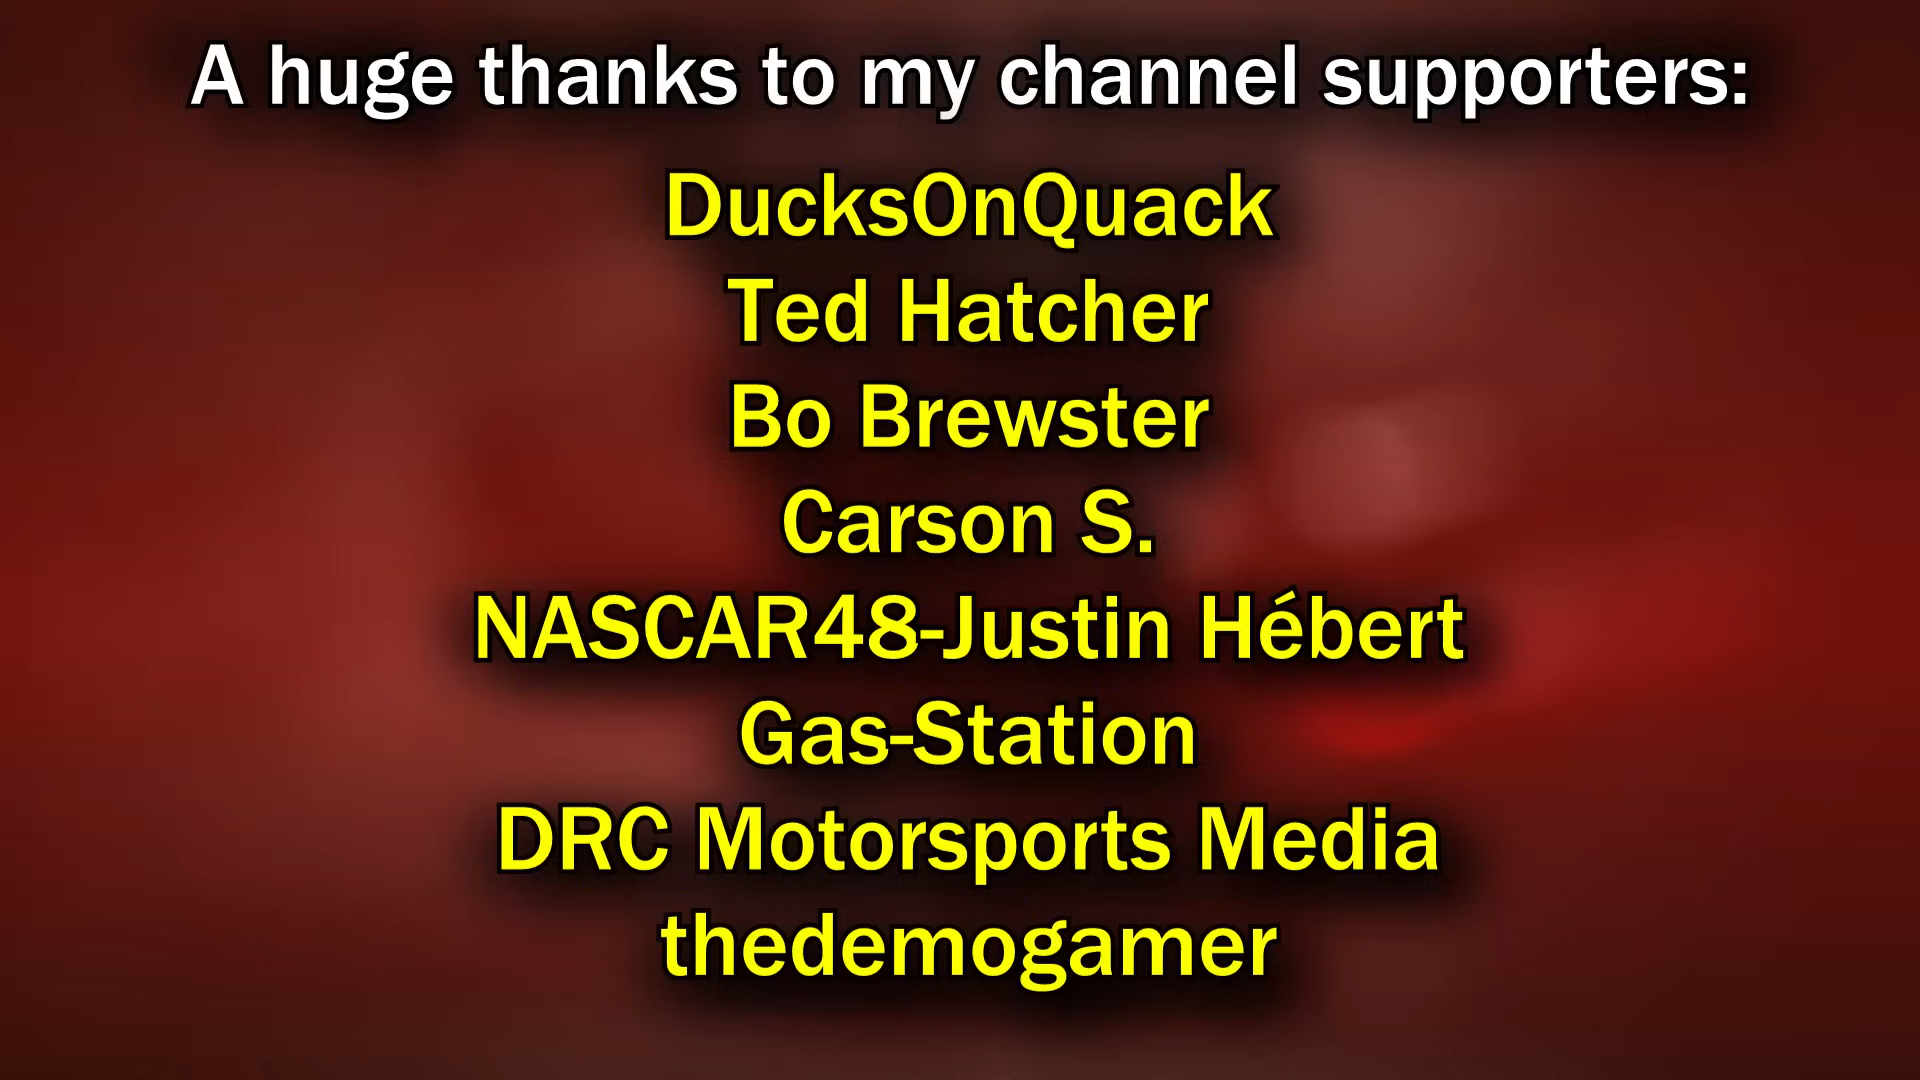 A huge thanks to my channel supporters:
DucksOnQuack
Ted Hatcher
Bo Brewster
Carson S.
NASCAR48-Justin Hébert
Gas-Station
DRC Motorsports Media
thedemogamer